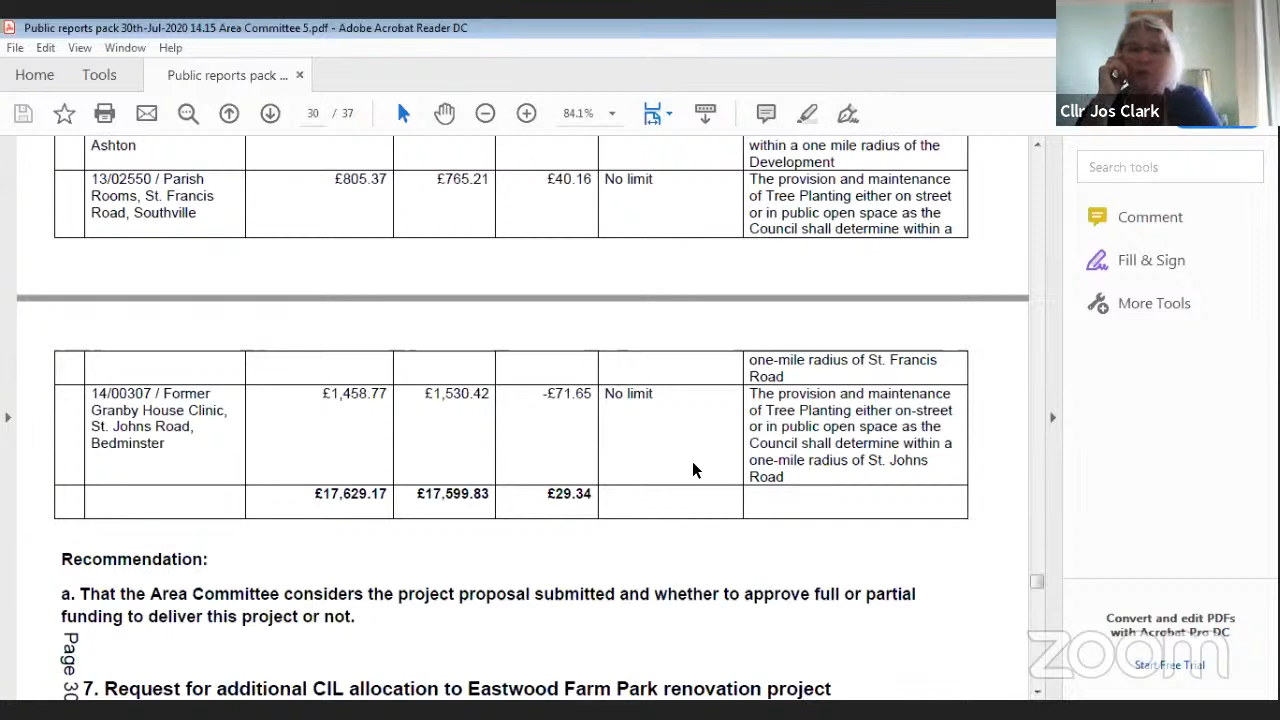 Public reports pack 30th-Jul-2020 14.15 Area Committee 5.pdf - Adobe Acrobat Reader DC
File Edit View Window Help
Home Tools Public reports pack ... ×
30 / 37 84.1%
Cllr Jos Clark
Search tools
Comment
Fill & Sign
More Tools
Ashton
within a one mile radius of the
Development
13/02550 / Parish
Rooms, St. Francis
Road, Southville
£805.37 £765.21 £40.16 No limit
The provision and maintenance
of Tree Planting either on street
or in public open space as the
Council shall determine within a
one-mile radius of St. Francis
Road
14/00307 / Former
Granby House Clinic,
St. Johns Road,
Bedminster
£1,458.77 £1,530.42 -£71.65 No limit
The provision and maintenance
of Tree Planting either on-street
or in public open space as the
Council shall determine within a
one-mile radius of St. Johns
Road
£17,629.17 £17,599.83 £29.34
Recommendation:
a. That the Area Committee considers the project proposal submitted and whether to approve full or partial
funding to deliver this project or not.
Page 30
7. Request for additional CIL allocation to Eastwood Farm Park renovation project
Convert and edit PDFs
with Acrobat Pro DC
Start Free Trial
zoom